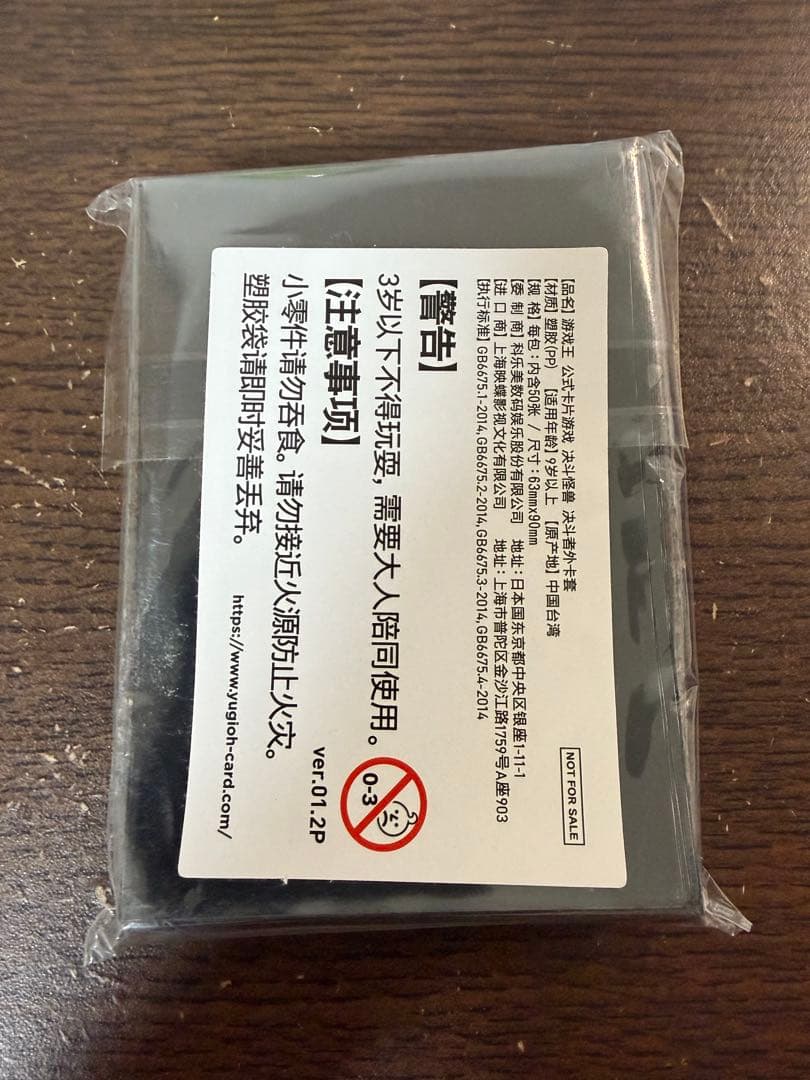 【品名】游戏王 公式卡片游戏 决斗怪兽 决斗者外卡套
【材质】塑胶(PP) 【适用年龄】9岁以上 【原产地】中国台湾
【规 格】每包：内含50张 / 尺寸：63mmx90mm
【委 制 商】科乐美数码娱乐股份有限公司 地址：日本国东京都中央区银座1-11-1
【进 口 商】上海映蝶影视文化有限公司 地址：上海市普陀区金沙江路1759号A座903
【执行标准】GB6675.1-2014,GB6675.2-2014,GB6675.3-2014,GB6675.4-2014
NOT FOR SALE
【警告】
3岁以下不得玩耍，需要大人陪同使用。
0-3
【注意事项】
ver.01.2P
小零件请勿吞食。请勿接近火源防止火灾。
塑胶袋请即时妥善丢弃。
https://www.yugioh-card.com/